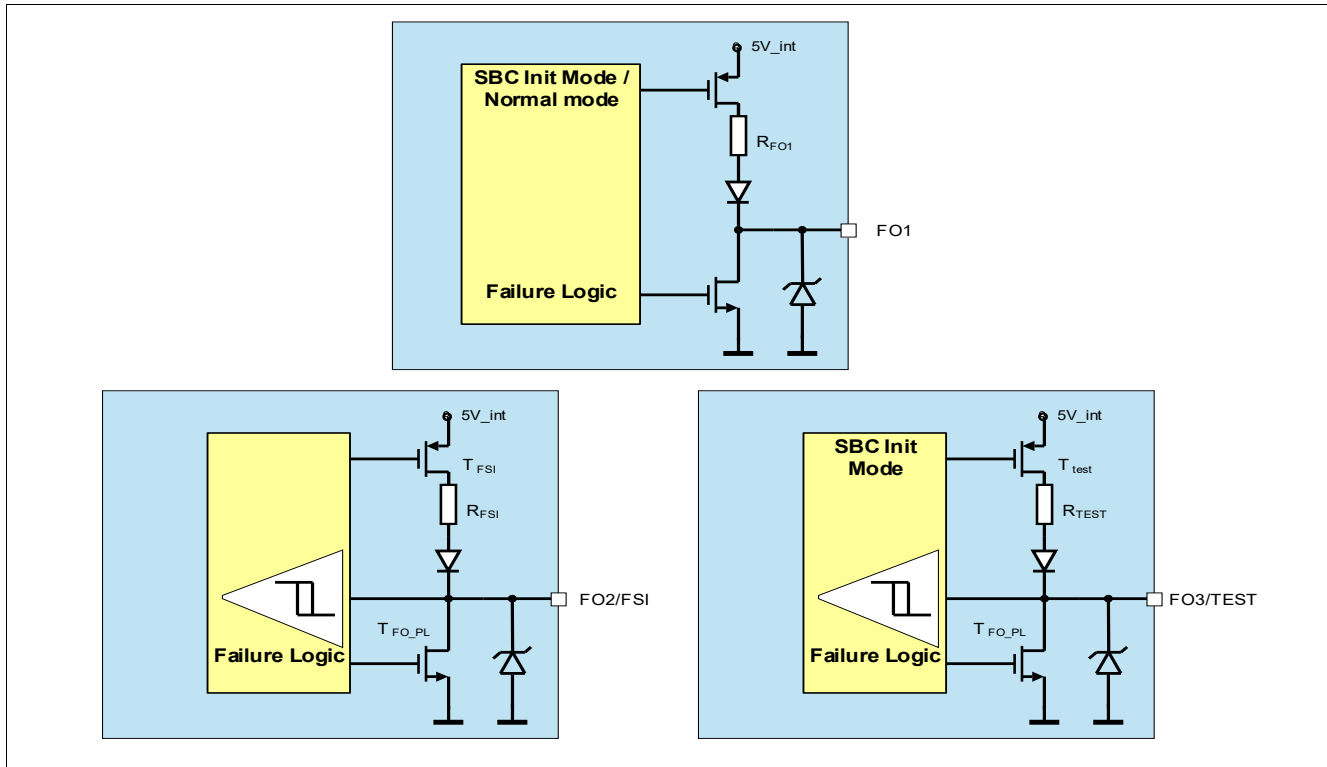 5V_int
SBC Init Mode /
Normal mode
RFO1
FO1
Failure Logic
5V_int
TFSI
RFSI
FO2/FSI
TFO_PL
Failure Logic
5V_int
SBC Init
Mode
Ttest
RTEST
FO3/TEST
TFO_PL
Failure Logic